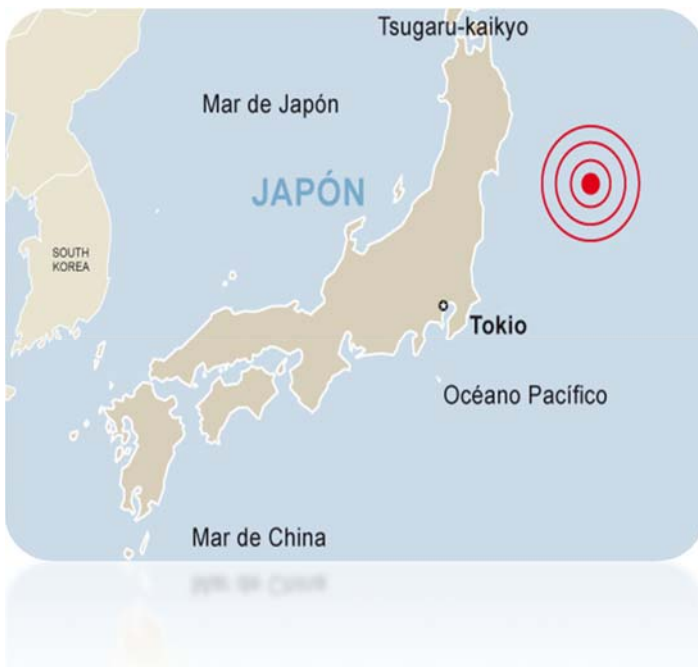 Tsugaru-kaikyo
Mar de Japón
JAPÓN
SOUTH
KOREA
Tokio
Océano Pacífico
Mar de China